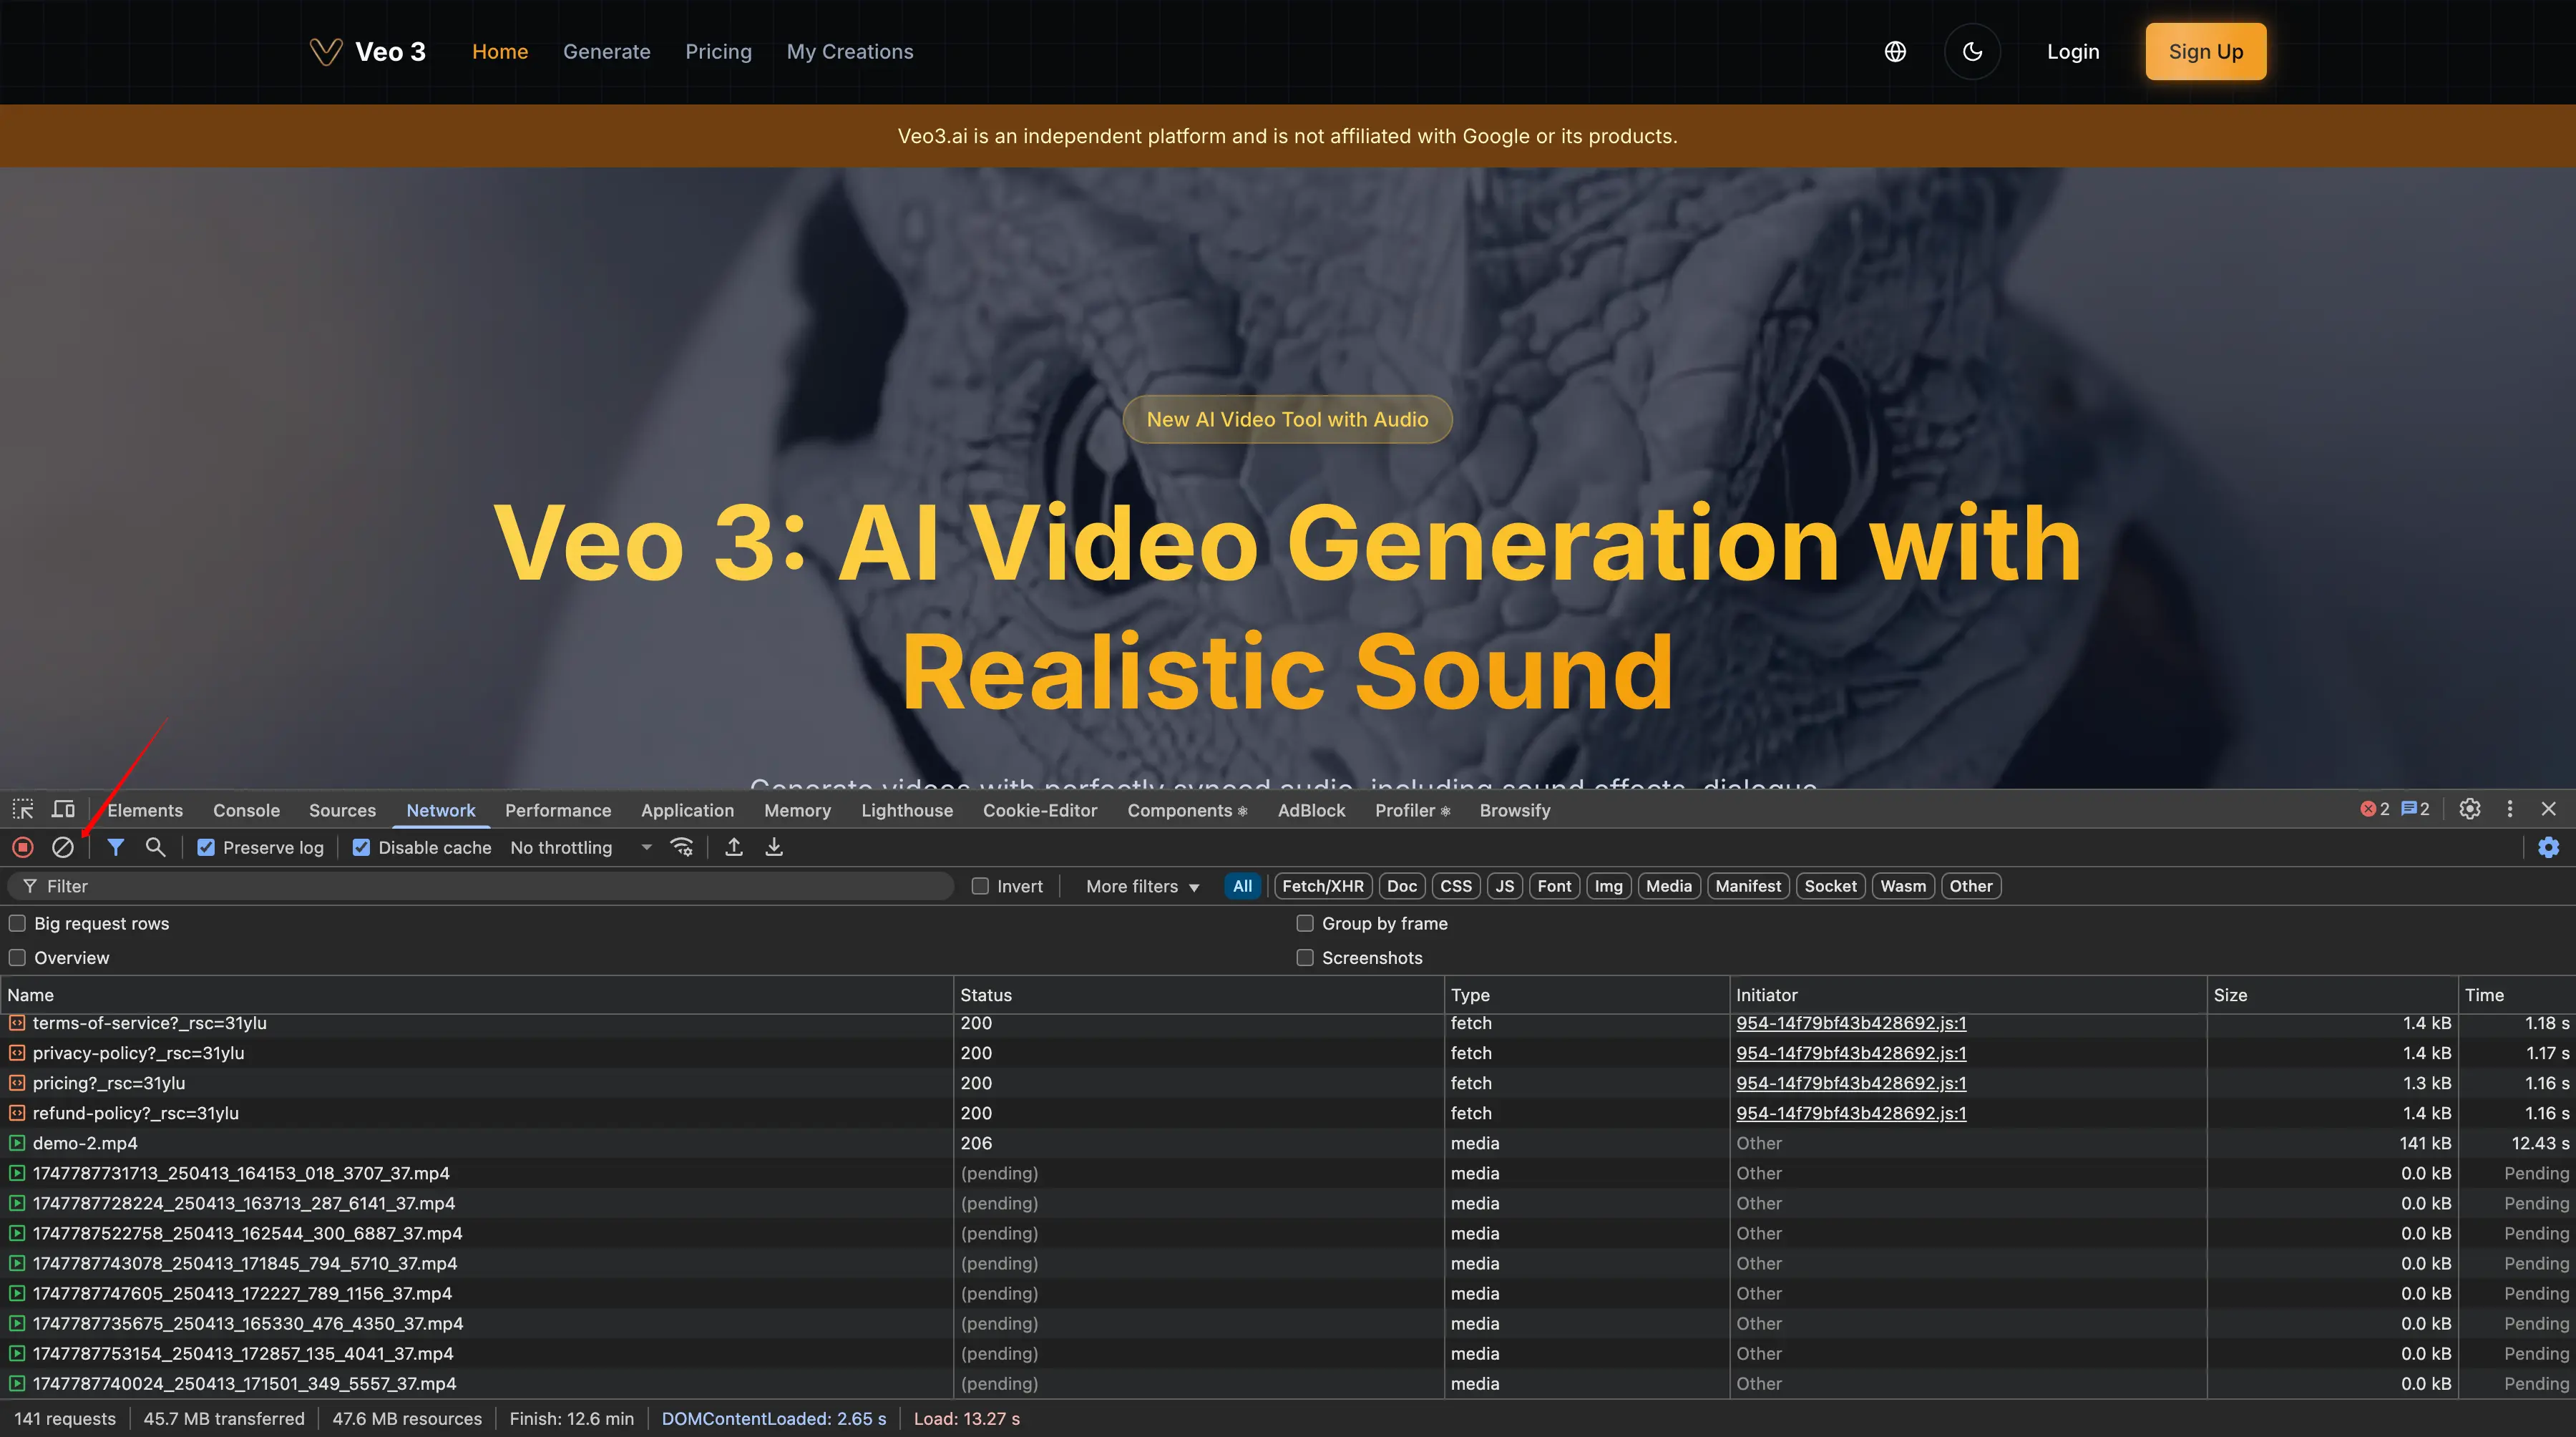 Veo 3 Home Generate Pricing My Creations Login Sign Up
Veo3.ai is an independent platform and is not affiliated with Google or its products.
New AI Video Tool with Audio
Veo 3: AI Video Generation with
Realistic Sound
Generate videos with perfectly synced audio, including sound effects, dialogue
Elements Console Sources Network Performance Application Memory Lighthouse Cookie-Editor Components AdBlock Profiler Browsify 2 2
Preserve log Disable cache No throttling
Filter Invert More filters All Fetch/XHR Doc CSS JS Font Img Media Manifest Socket Wasm Other
Big request rows Group by frame
Overview Screenshots
Name Status Type Initiator Size Time
terms-of-service?_rsc=31ylu 200 fetch 954-14f79bf43b428692.js:1 1.4 kB 1.18 s
privacy-policy?_rsc=31ylu 200 fetch 954-14f79bf43b428692.js:1 1.4 kB 1.17 s
pricing?_rsc=31ylu 200 fetch 954-14f79bf43b428692.js:1 1.3 kB 1.16 s
refund-policy?_rsc=31ylu 200 fetch 954-14f79bf43b428692.js:1 1.4 kB 1.16 s
demo-2.mp4 206 media Other 141 kB 12.43 s
1747787731713_250413_164153_018_3707_37.mp4 (pending) media Other 0.0 kB Pending
1747787728224_250413_163713_287_6141_37.mp4 (pending) media Other 0.0 kB Pending
1747787522758_250413_162544_300_6887_37.mp4 (pending) media Other 0.0 kB Pending
1747787743078_250413_171845_794_5710_37.mp4 (pending) media Other 0.0 kB Pending
1747787747605_250413_172227_789_1156_37.mp4 (pending) media Other 0.0 kB Pending
1747787735675_250413_165330_476_4350_37.mp4 (pending) media Other 0.0 kB Pending
1747787753154_250413_172857_135_4041_37.mp4 (pending) media Other 0.0 kB Pending
1747787740024_250413_171501_349_5557_37.mp4 (pending) media Other 0.0 kB Pending
141 requests 45.7 MB transferred 47.6 MB resources Finish: 12.6 min DOMContentLoaded: 2.65 s Load: 13.27 s